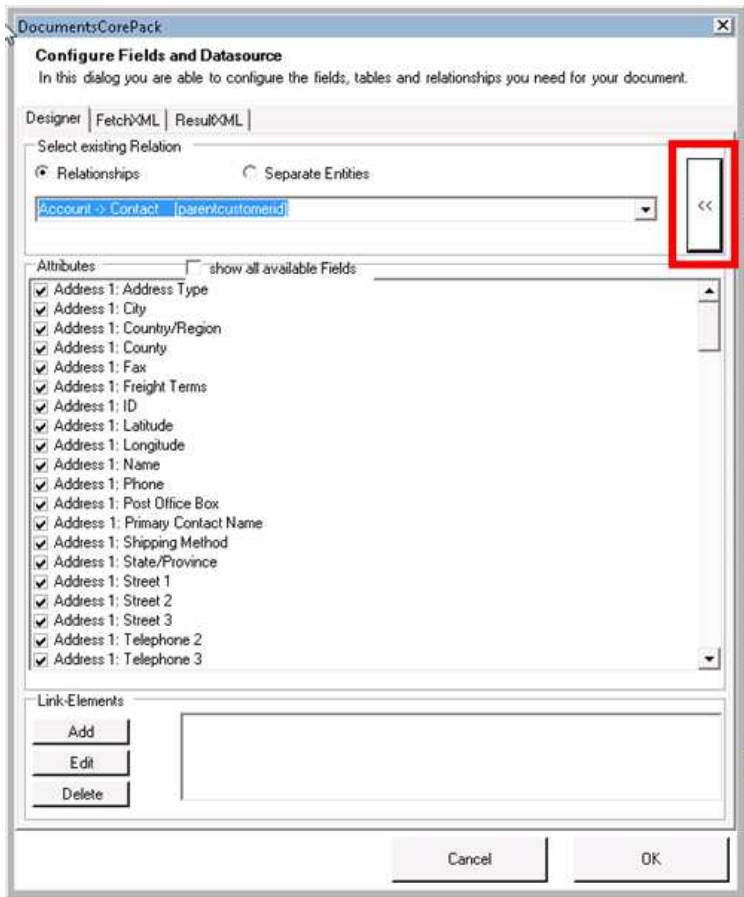 DocumentsCorePack
Configure Fields and Datasource
In this dialog you are able to configure the fields, tables and relationships you need for your document.
Designer FetchXML ResultXML
Select existing Relation
Relationships Separate Entities
Account -> Contact [parentcustomerid]
<<
Attributes show all available Fields
Address 1: Address Type
Address 1: City
Address 1: Country/Region
Address 1: County
Address 1: Fax
Address 1: Freight Terms
Address 1: ID
Address 1: Latitude
Address 1: Longitude
Address 1: Name
Address 1: Phone
Address 1: Post Office Box
Address 1: Primary Contact Name
Address 1: Shipping Method
Address 1: State/Province
Address 1: Street 1
Address 1: Street 2
Address 1: Street 3
Address 1: Telephone 2
Address 1: Telephone 3
Link-Elements
Add
Edit
Delete
Cancel OK